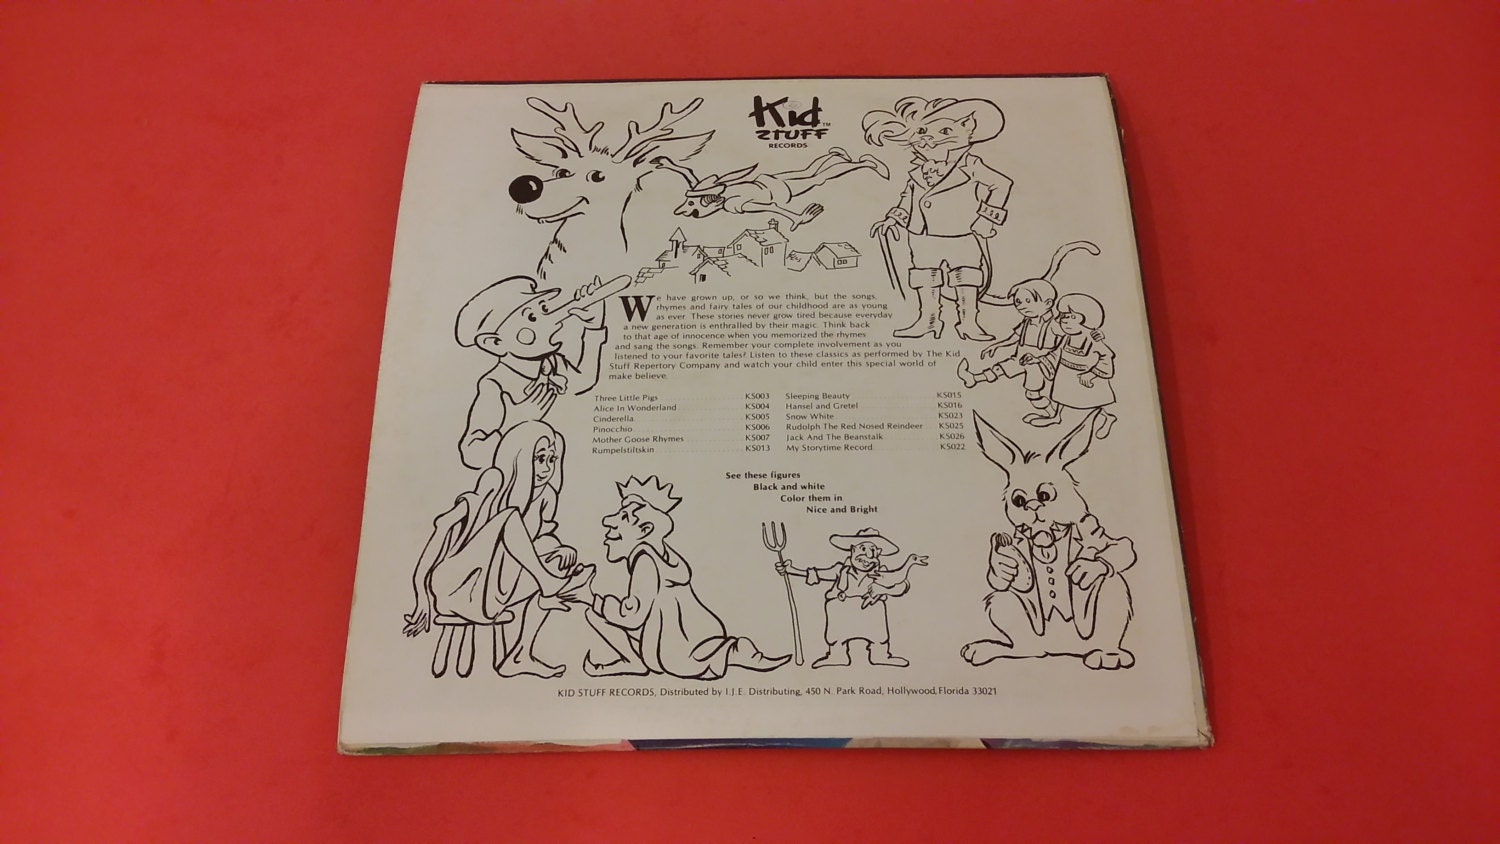 Kid
STUFF™
RECORDS
We have grown up, or so we think, but the songs,
rhymes and fairy tales of our childhood are as young
as ever. These stories never grow tired because everyday
a new generation is enthralled by their magic. Think back
to that age of innocence when you memorized the rhymes
and sang the songs. Remember your complete involvement as you
listened to your favorite tales? Listen to these classics as performed by The Kid
Stuff Repertory Company and watch your child enter this special world of
make believe.
Three Little Pigs KS003
Alice In Wonderland KS004
Cinderella KS005
Pinocchio KS006
Mother Goose Rhymes KS007
Rumpelstiltskin KS013
Sleeping Beauty KS015
Hansel and Gretel KS016
Snow White KS023
Rudolph The Red Nosed Reindeer KS025
Jack And The Beanstalk KS026
My Storytime Record KS022
See these figures
Black and white
Color them in
Nice and Bright
KID STUFF RECORDS, Distributed by I.J.E. Distributing, 450 N. Park Road, Hollywood, Florida 33021